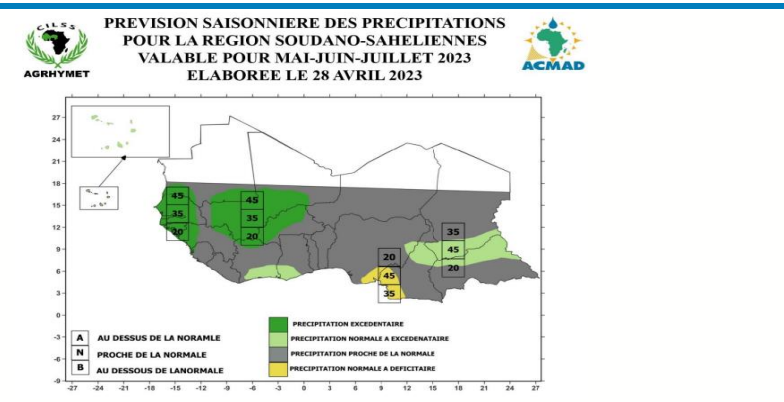 CILSS
AGRHYMET
PREVISION SAISONNIERE DES PRECIPITATIONS
POUR LA REGION SOUDANO-SAHELIENNES
VALABLE POUR MAI-JUIN-JUILLET 2023
ELABOREE LE 28 AVRIL 2023
ACMAD
27
24
21
18
15
12
9
6
3
0
-3
-6
-9
45
35
20
45
35
20
20
45
35
35
45
20
A AU DESSUS DE LA NORAMLE
N PROCHE DE LA NORMALE
B AU DESSOUS DE LANORMALE
PRECIPITATION EXCEDENTAIRE
PRECIPITATION NORMALE A EXCEDENATAIRE
PRECIPITATION PROCHE DE LA NORMALE
PRECIPITATION NORMALE A DEFICITAIRE
-27 -24 -21 -18 -15 -12 -9 -6 -3 0 3 6 9 12 15 18 21 24 27